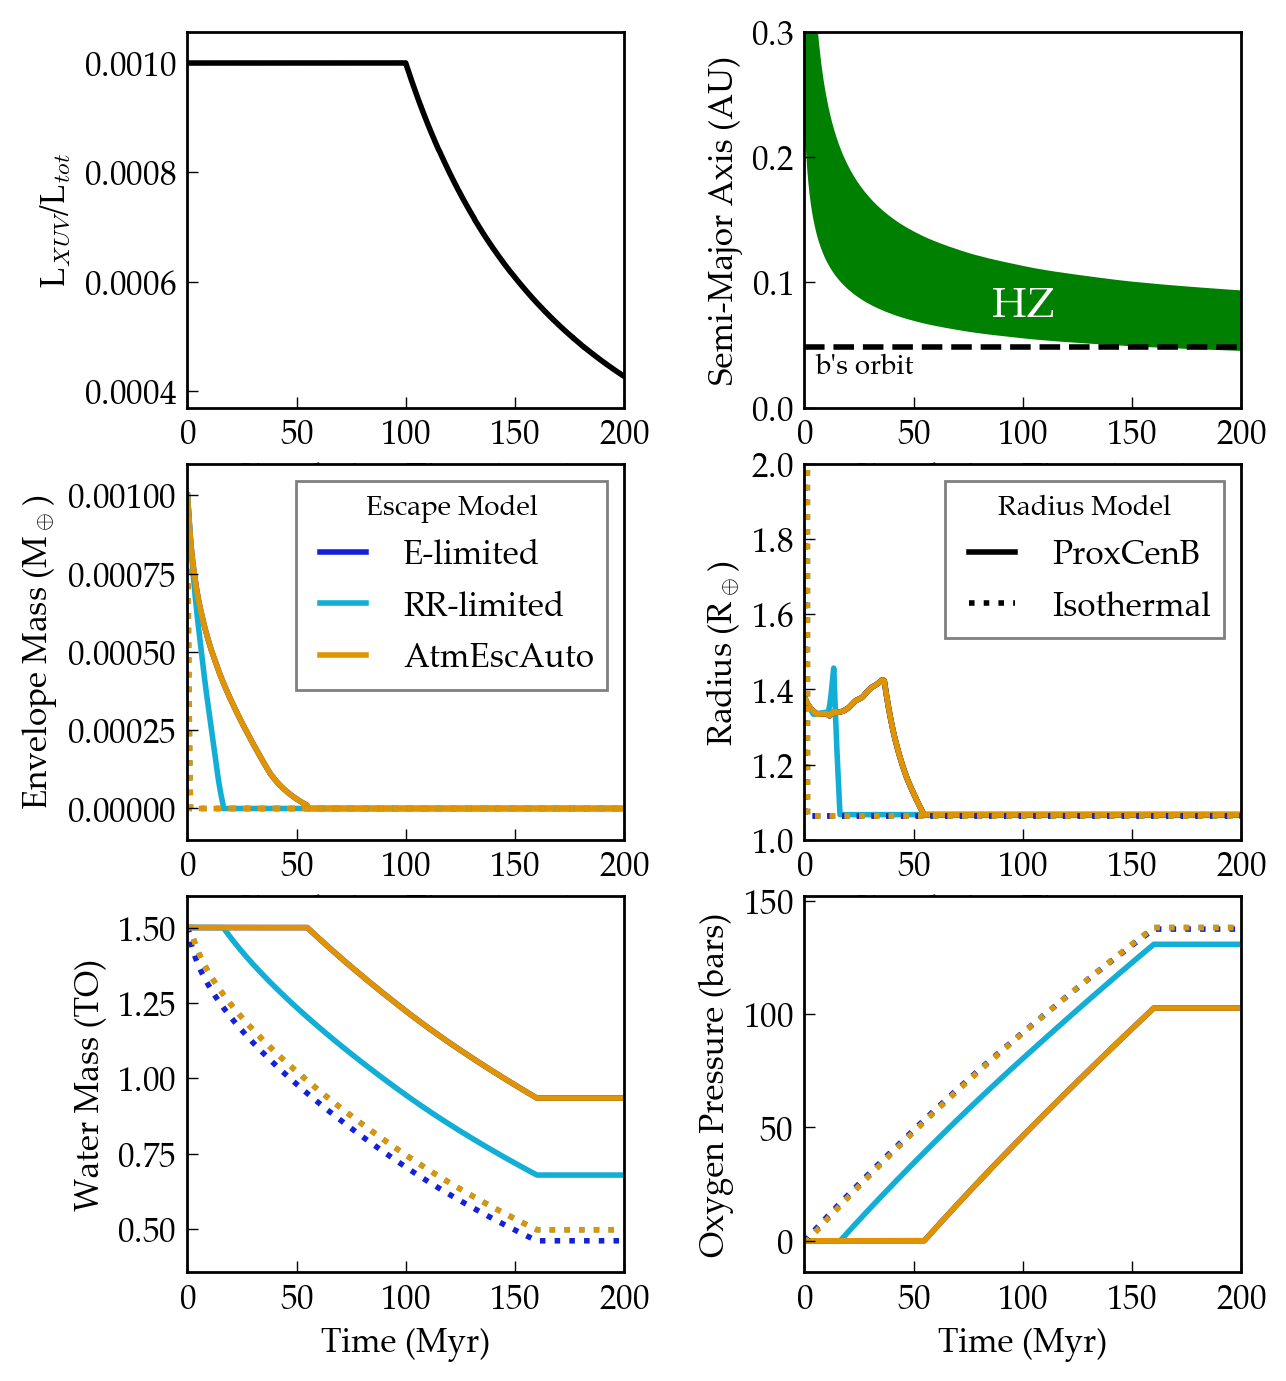 0.0010
0.0008
0.0006
0.0004
L_XUV/L_tot
0 50 100 150 200
0.3
0.2
0.1
0.0
Semi-Major Axis (AU)
HZ
b's orbit
0 50 100 150 200
0.00100
0.00075
0.00050
0.00025
0.00000
Envelope Mass (M⊕)
Escape Model
E-limited
RR-limited
AtmEscAuto
0 50 100 150 200
2.0
1.8
1.6
1.4
1.2
1.0
Radius (R⊕)
Radius Model
ProxCenB
Isothermal
0 50 100 150 200
1.50
1.25
1.00
0.75
0.50
Water Mass (TO)
0 50 100 150 200
Time (Myr)
150
100
50
0
Oxygen Pressure (bars)
0 50 100 150 200
Time (Myr)